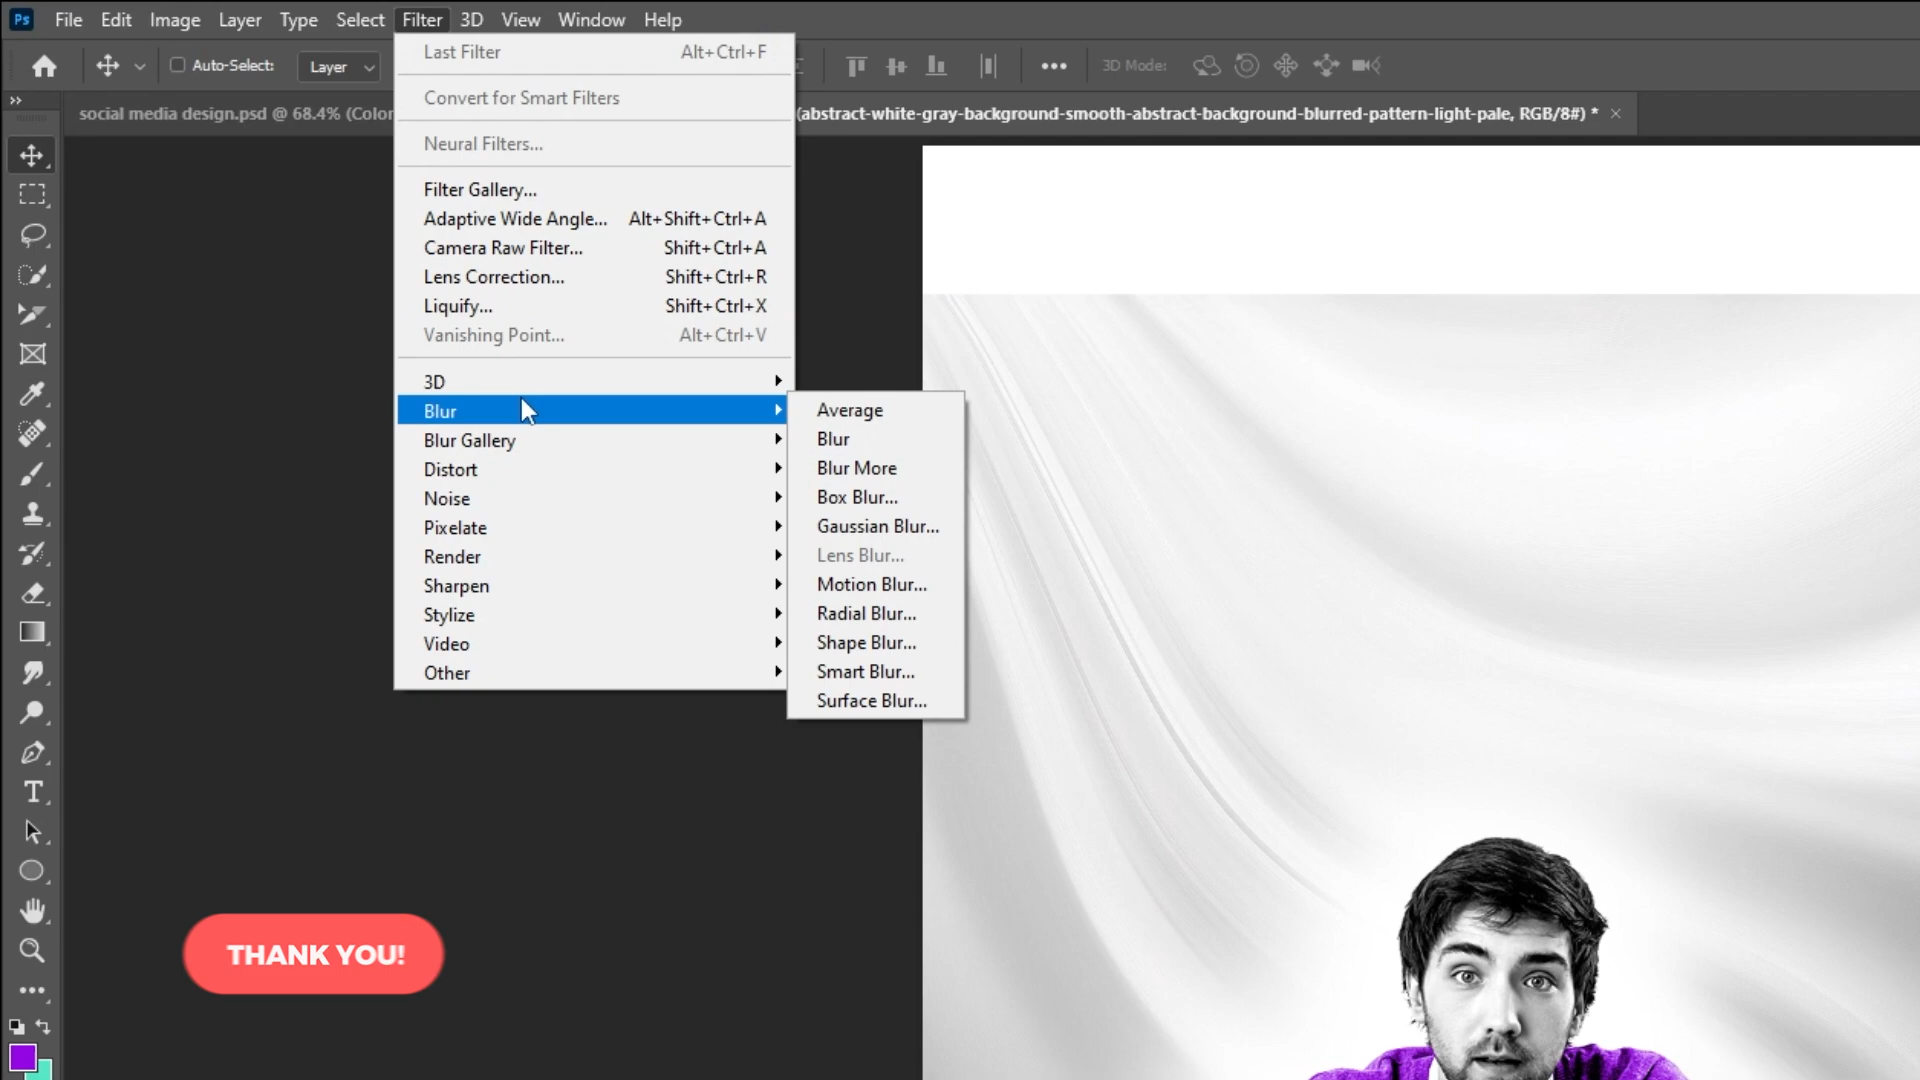 Ps File Edit Image Layer Type Select Filter 3D View Window Help
Auto-Select: Layer
3D Mode:
social media design.psd @ 68.4% (Color
(abstract-white-gray-background-smooth-abstract-background-blurred-pattern-light-pale, RGB/8#) * ×
Last Filter Alt+Ctrl+F
Convert for Smart Filters
Neural Filters...
Filter Gallery...
Adaptive Wide Angle... Alt+Shift+Ctrl+A
Camera Raw Filter... Shift+Ctrl+A
Lens Correction... Shift+Ctrl+R
Liquify... Shift+Ctrl+X
Vanishing Point... Alt+Ctrl+V
3D
Blur
Blur Gallery
Distort
Noise
Pixelate
Render
Sharpen
Stylize
Video
Other
Average
Blur
Blur More
Box Blur...
Gaussian Blur...
Lens Blur...
Motion Blur...
Radial Blur...
Shape Blur...
Smart Blur...
Surface Blur...
THANK YOU!